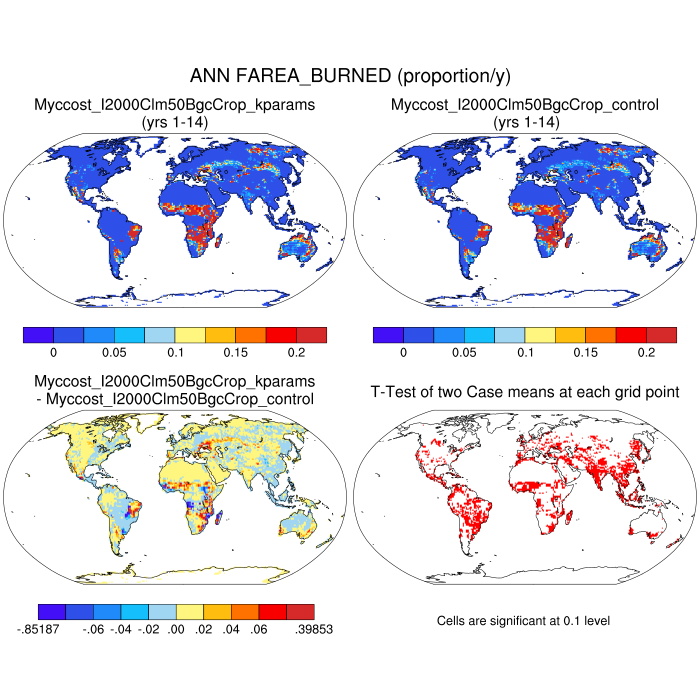 ANN FAREA_BURNED (proportion/y)
Myccost_I2000Clm50BgcCrop_kparams
(yrs 1-14)
Myccost_I2000Clm50BgcCrop_control
(yrs 1-14)
0 0.05 0.1 0.15 0.2
0 0.05 0.1 0.15 0.2
Myccost_I2000Clm50BgcCrop_kparams
- Myccost_I2000Clm50BgcCrop_control
T-Test of two Case means at each grid point
-.85187 -.06 -.04 -.02 .00 .02 .04 .06 .39853
Cells are significant at 0.1 level